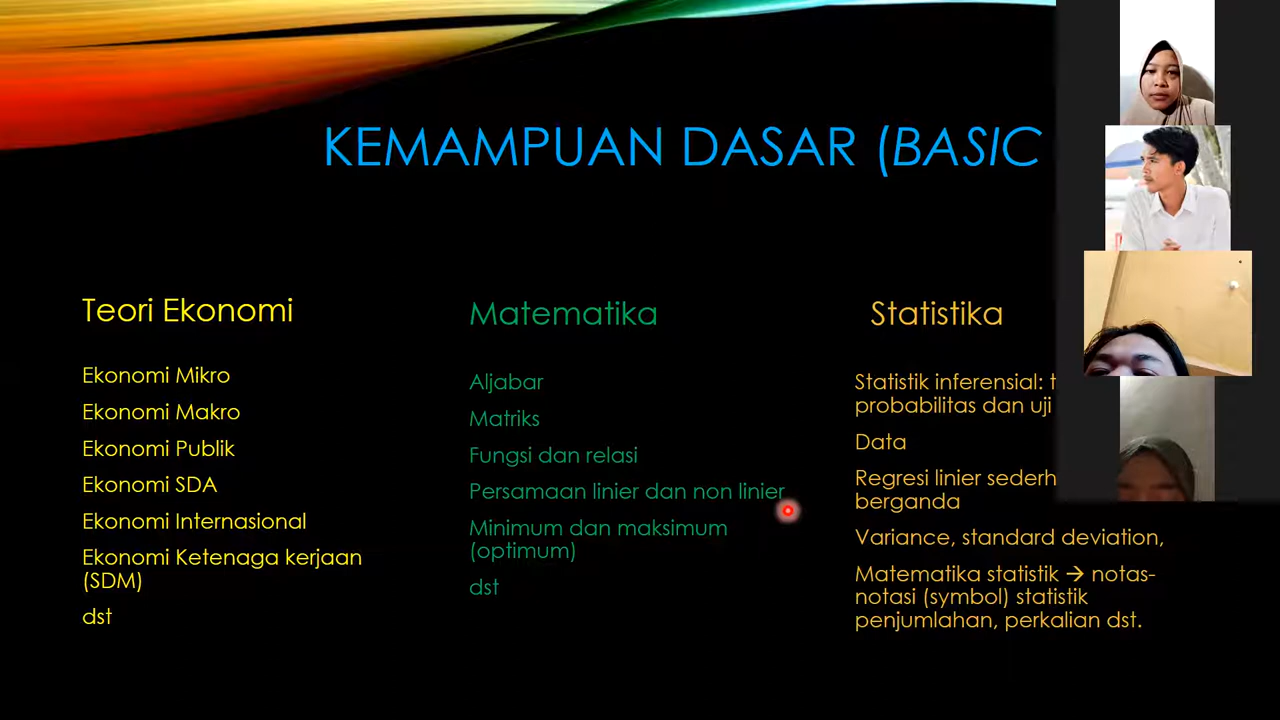 KEMAMPUAN DASAR (BASIC
Teori Ekonomi
Ekonomi Mikro
Ekonomi Makro
Ekonomi Publik
Ekonomi SDA
Ekonomi Internasional
Ekonomi Ketenaga kerjaan
(SDM)
dst
Matematika
Aljabar
Matriks
Fungsi dan relasi
Persamaan linier dan non linier
Minimum dan maksimum
(optimum)
dst
Statistika
Statistik inferensial:
probabilitas dan uji
Data
Regresi linier
berganda
Variance, standard deviation,
Matematika statistik → notas-
notasi (symbol) statistik
penjumlahan, perkalian dst.